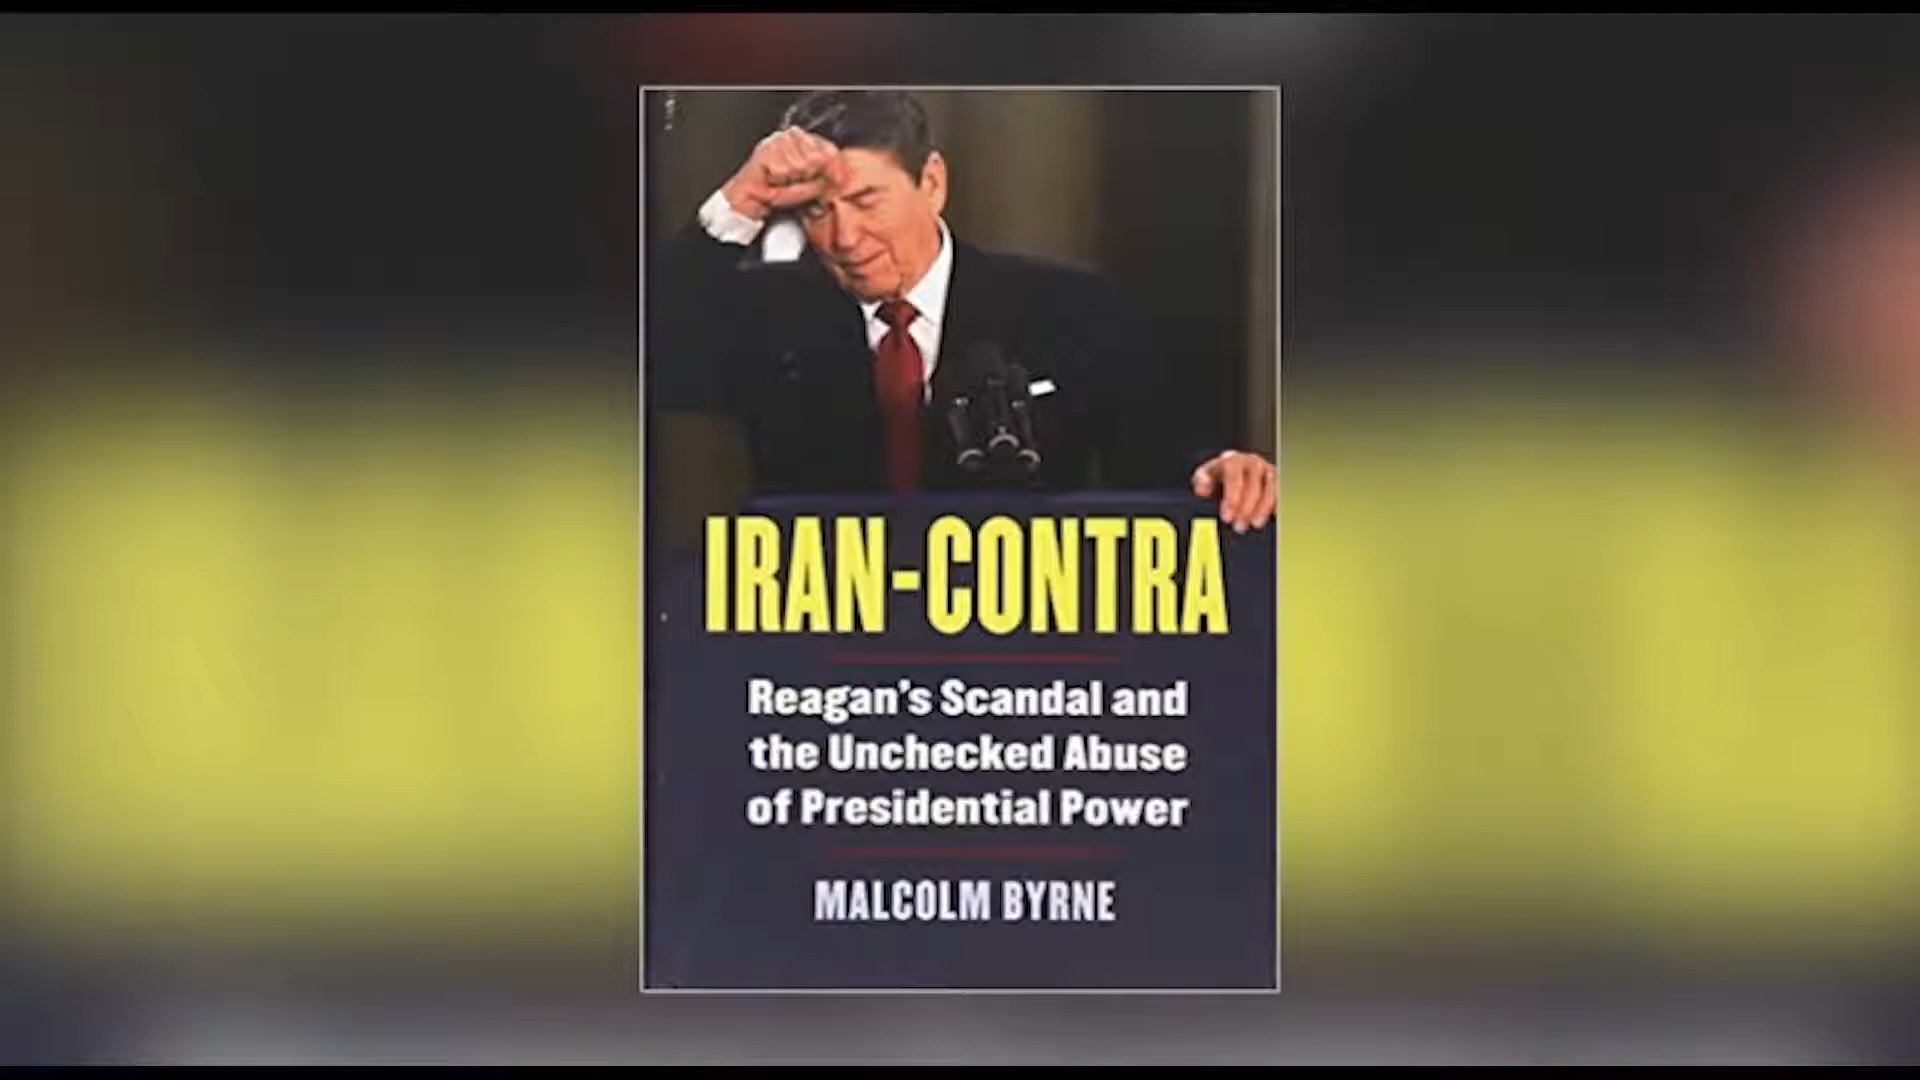 IRAN-CONTRA
Reagan's Scandal and
the Unchecked Abuse
of Presidential Power
MALCOLM BYRNE